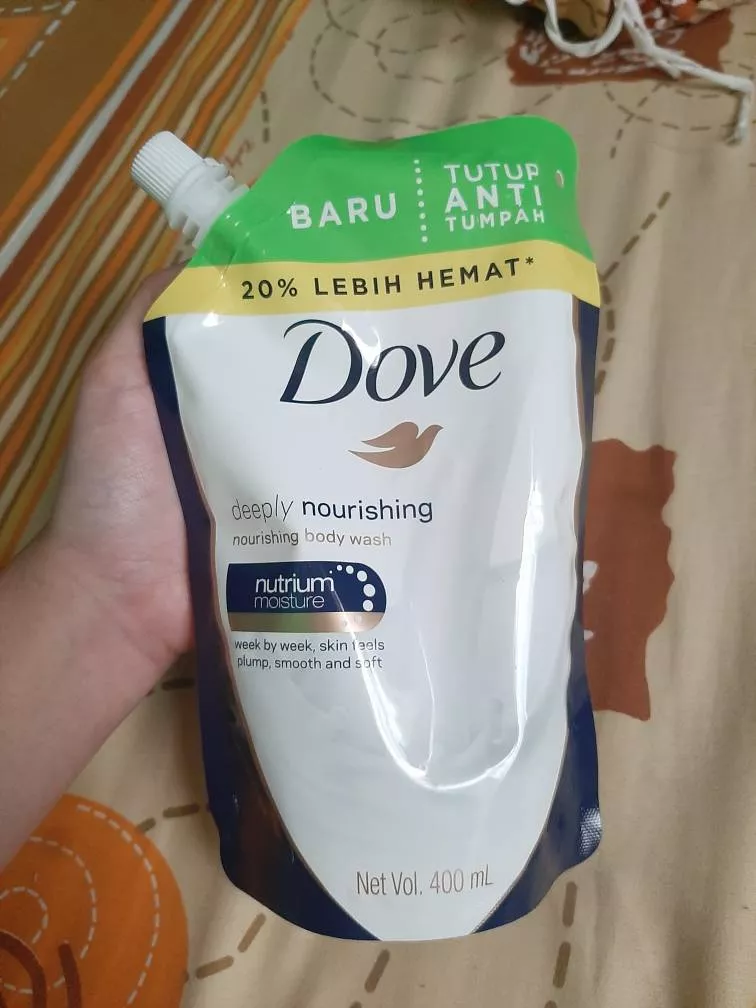 BARU
TUTUP
ANTI
TUMPAH
20% LEBIH HEMAT*
Dove
deeply nourishing
nourishing body wash
nutrium
moisture
week by week, skin feels
plump, smooth and soft
Net Vol. 400 mL